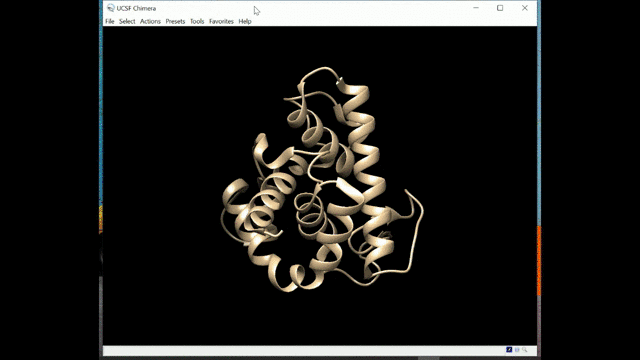 UCSF Chimera
File Select Actions Presets Tools Favorites Help